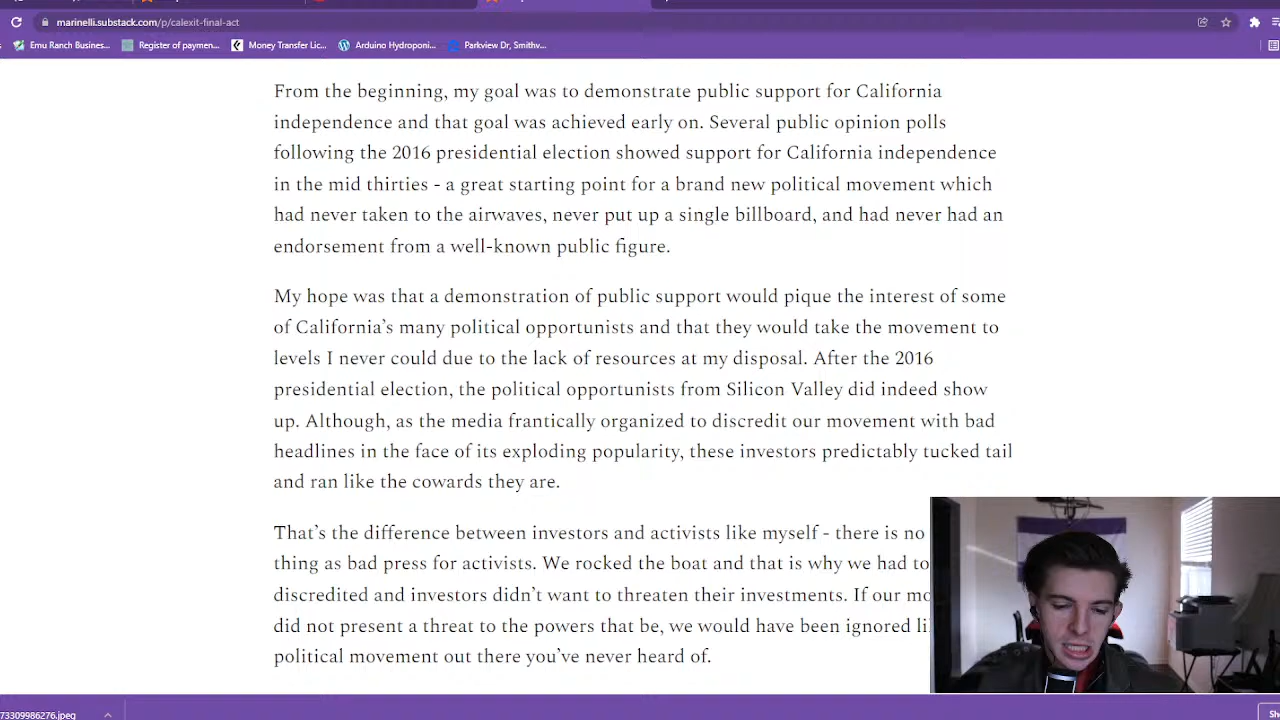 marinelli.substack.com/p/calexit-final-act
Emu Ranch Busines...
Register of paymen...
Money Transfer Lic...
Arduino Hydroponi...
Parkview Dr, Smithv...
From the beginning, my goal was to demonstrate public support for California
independence and that goal was achieved early on. Several public opinion polls
following the 2016 presidential election showed support for California independence
in the mid thirties - a great starting point for a brand new political movement which
had never taken to the airwaves, never put up a single billboard, and had never had an
endorsement from a well-known public figure.
My hope was that a demonstration of public support would pique the interest of some
of California’s many political opportunists and that they would take the movement to
levels I never could due to the lack of resources at my disposal. After the 2016
presidential election, the political opportunists from Silicon Valley did indeed show
up. Although, as the media frantically organized to discredit our movement with bad
headlines in the face of its exploding popularity, these investors predictably tucked tail
and ran like the cowards they are.
That’s the difference between investors and activists like myself - there is no
thing as bad press for activists. We rocked the boat and that is why we had to
discredited and investors didn’t want to threaten their investments. If our
did not present a threat to the powers that be, we would have been ignored
political movement out there you’ve never heard of.
73309986276.jpeg